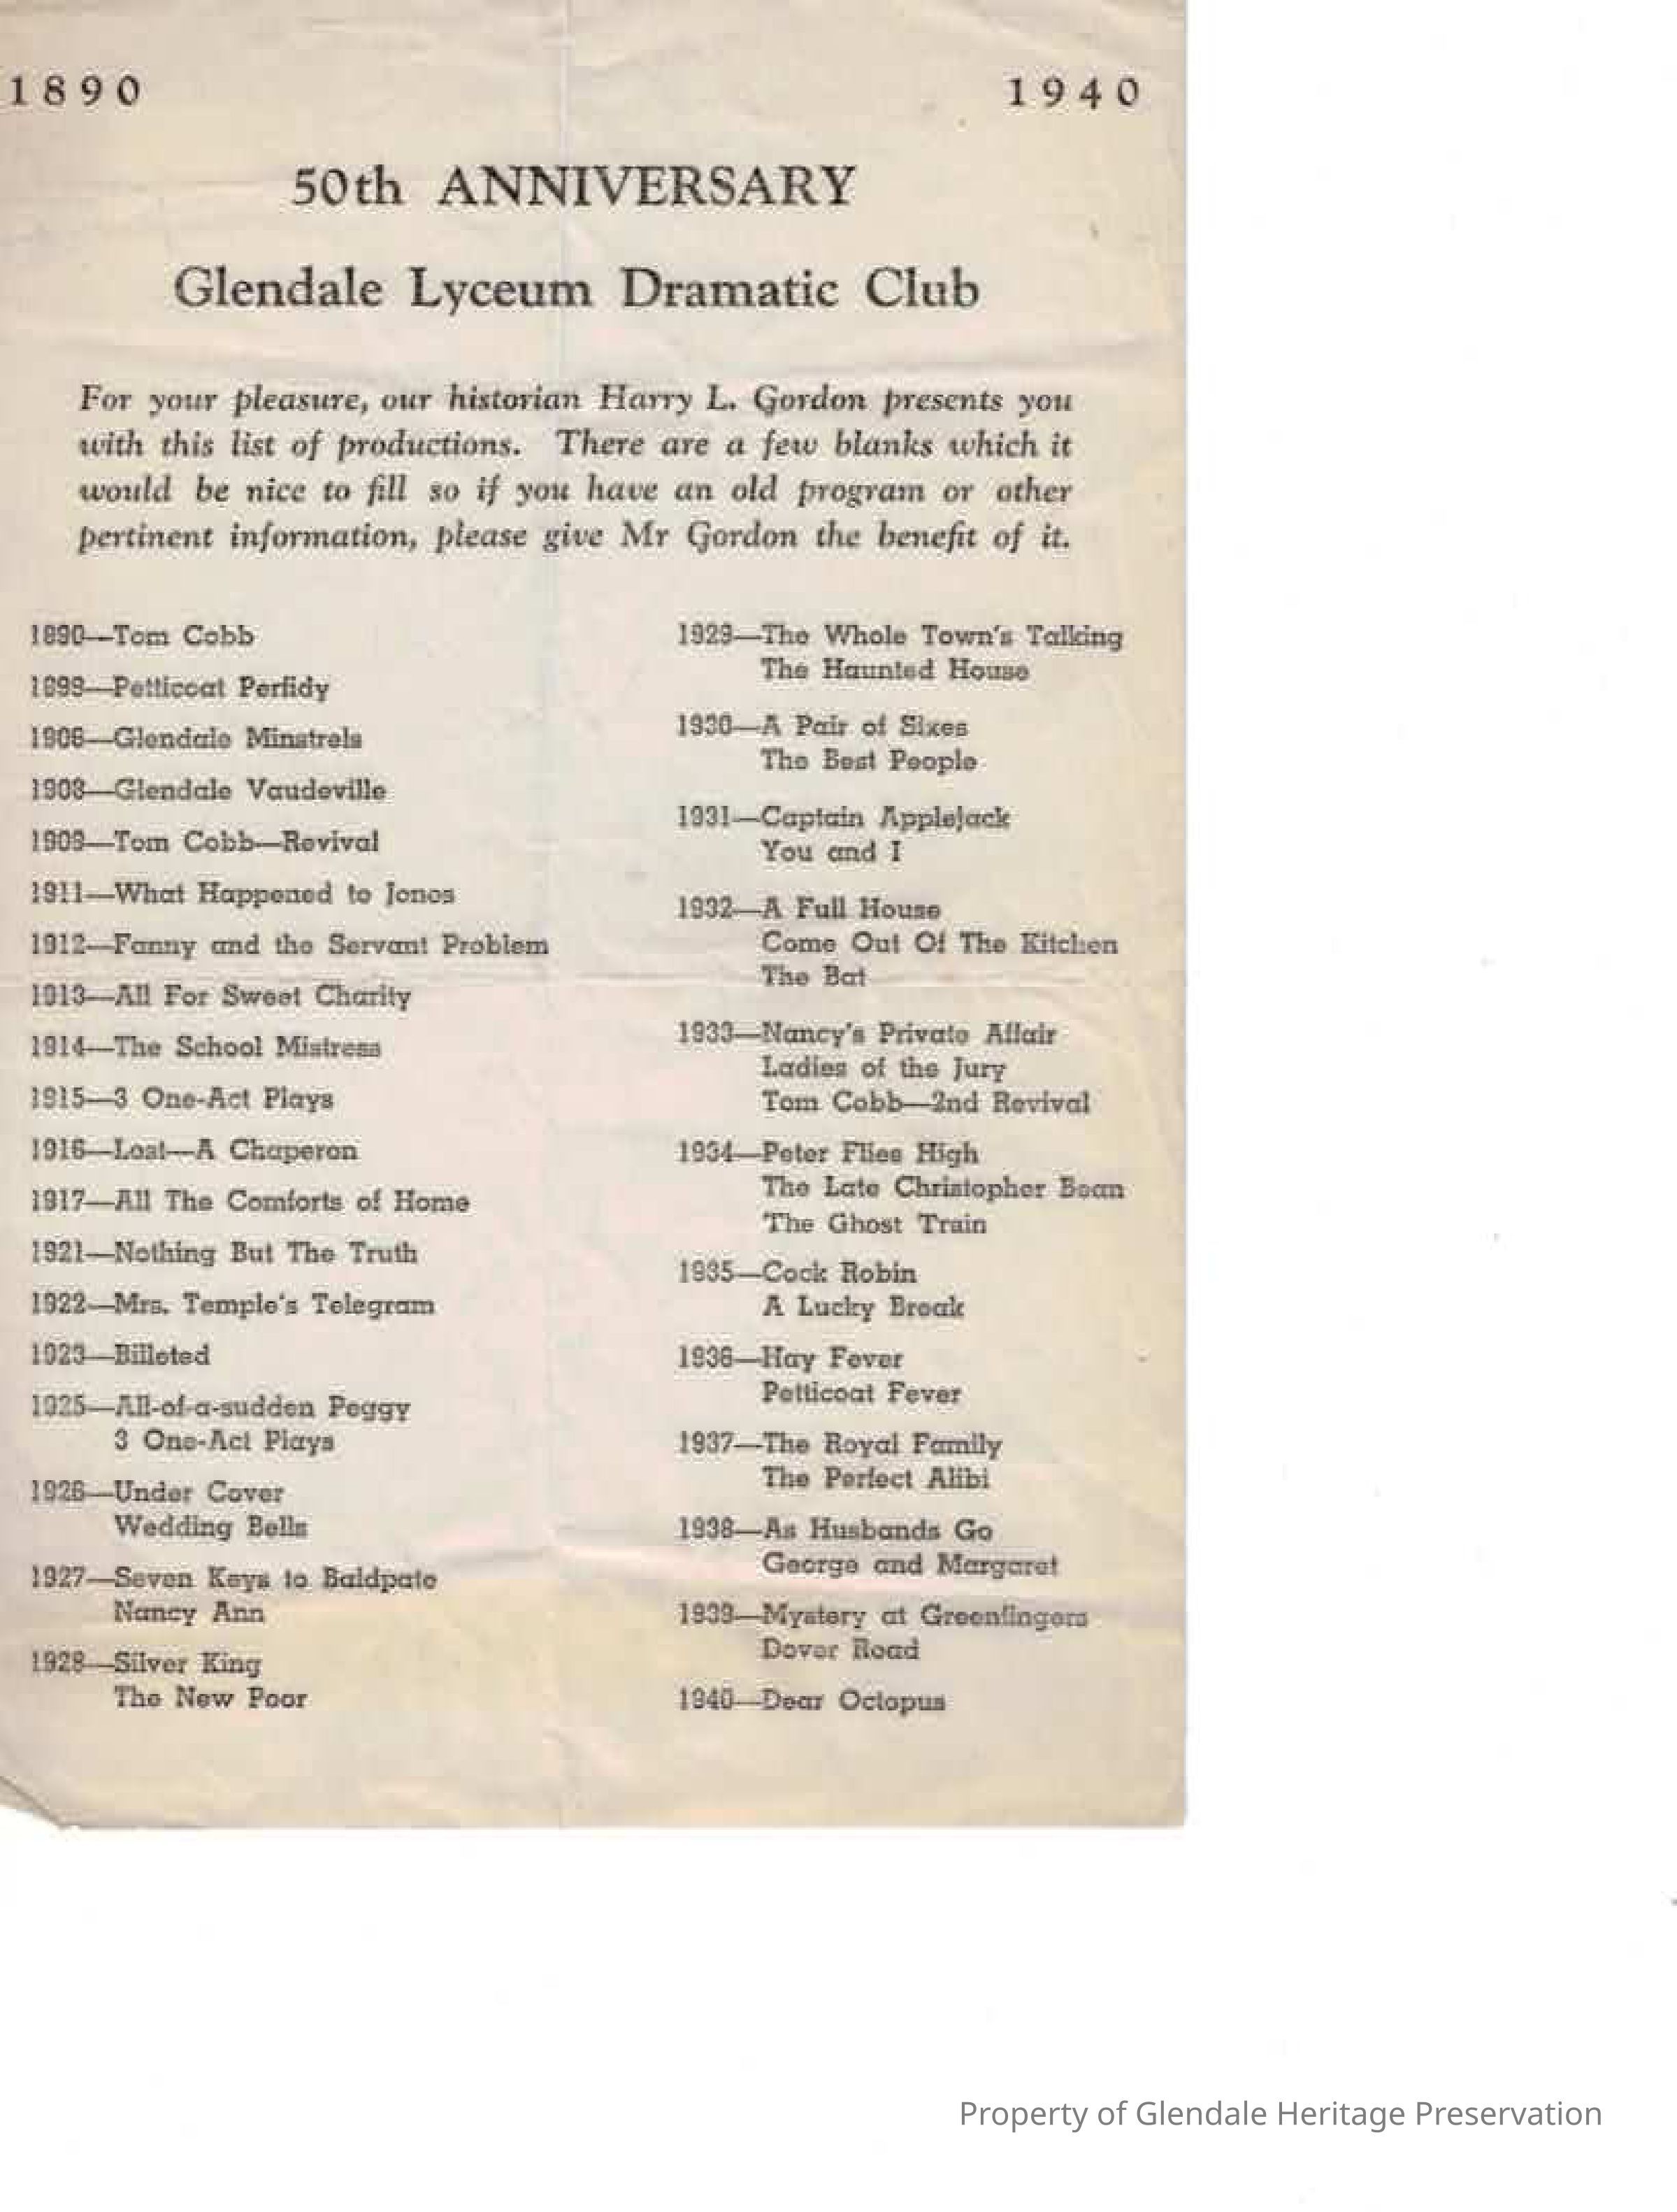 1890
1940
50th ANNIVERSARY
Glendale Lyceum Dramatic Club
For your pleasure, our historian Harry L. Gordon presents you
with this list of productions. There are a few blanks which it
would be nice to fill so if you have an old program or other
pertinent information, please give Mr Gordon the benefit of it.
1890—Tom Cobb
1899—Petticoat Perfidy
1906—Glendale Minstrels
1908—Glendale Vaudeville
1909—Tom Cobb—Revival
1911—What Happened to Jones
1912—Fanny and the Servant Problem
1913—All For Sweet Charity
1914—The School Mistress
1915—3 One-Act Plays
1916—Lost—A Chaperon
1917—All The Comforts of Home
1921—Nothing But The Truth
1922—Mrs. Temple's Telegram
1923—Billeted
1925—All-of-a-sudden Peggy
3 One-Act Plays
1926—Under Cover
Wedding Bells
1927—Seven Keys to Baldpate
Nancy Ann
1928—Silver King
The New Poor
1929—The Whole Town's Talking
The Haunted House
1930—A Pair of Sixes
The Best People
1931—Captain Applejack
You and I
1932—A Full House
Come Out Of The Kitchen
The Bat
1933—Nancy's Private Affair
Ladies of the Jury
Tom Cobb—2nd Revival
1934—Peter Flies High
The Late Christopher Bean
The Ghost Train
1935—Cock Robin
A Lucky Break
1936—Hay Fever
Petticoat Fever
1937—The Royal Family
The Perfect Alibi
1938—As Husbands Go
George and Margaret
1939—Mystery at Greenfingers
Dover Road
1940—Dear Octopus
Property of Glendale Heritage Preservation